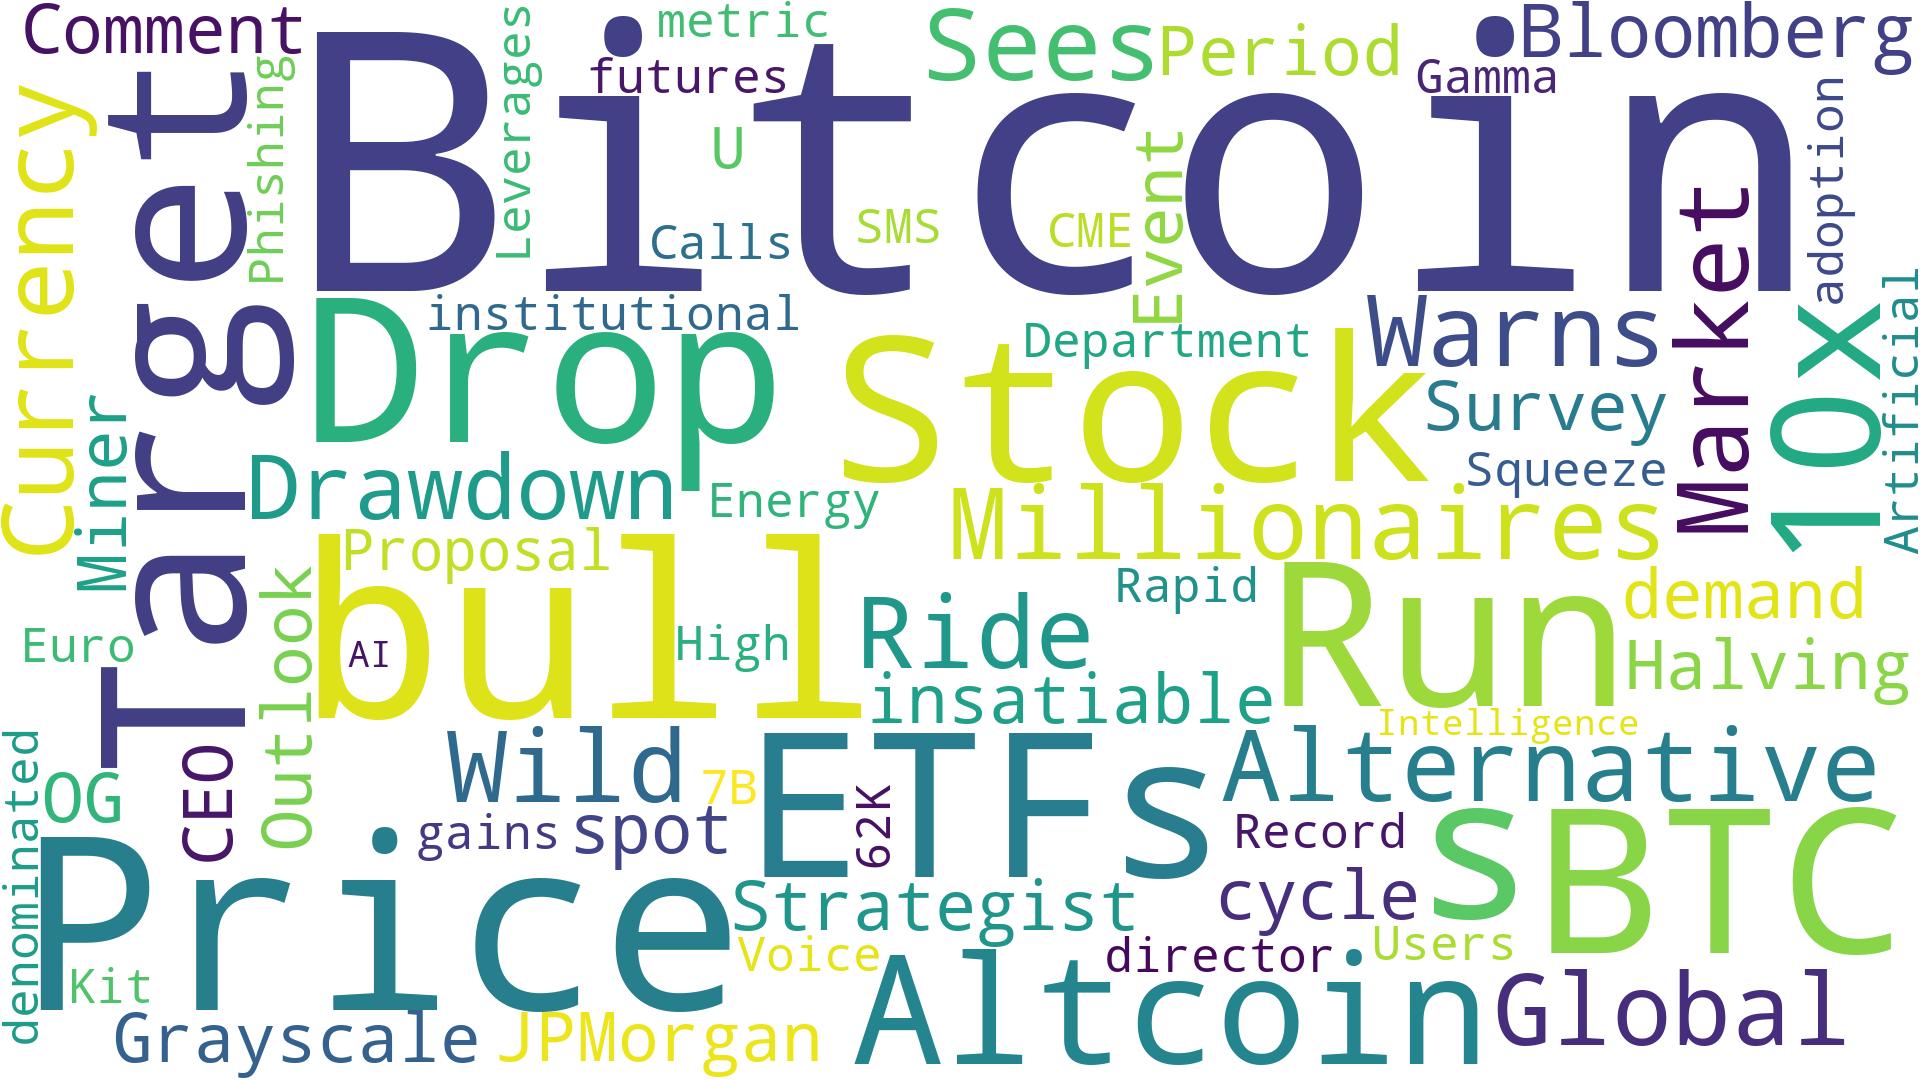 Comment
metric
Sees
Period
Bloomberg
Bitcoin
futures
Gamma
Leverages
Phishing
Currency
Target
U
Calls
SMS
CME
Event
adoption
Market
10X
Artificial
institutional
Drop
Department
Warns
Stock
Survey
Squeeze
Miner
Drawdown
Energy
Millionaires
Proposal
bull
Rapid
Run
demand
Ride
Euro
AI
High
Halving
Outlook
insatiable
Intelligence
Wild
ETFs
Alternative
denominated
OG
CEO
7B
62K
gains
spot
Record
s
BTC
Price
Strategist
cycle
Voice
director
Users
Kit
Altcoin
Global
Grayscale
JPMorgan